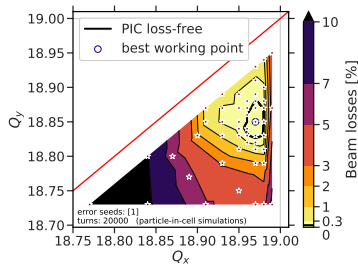 19.00
18.95
18.90
18.85
18.80
18.75
18.70
Qy
PIC loss-free
best working point
error seeds: [1]
turns: 20000 (particle-in-cell simulations)
18.75 18.80 18.85 18.90 18.95 19.00
Qx
10
7
5
3
2
1
0.3
0
Beam losses [%]